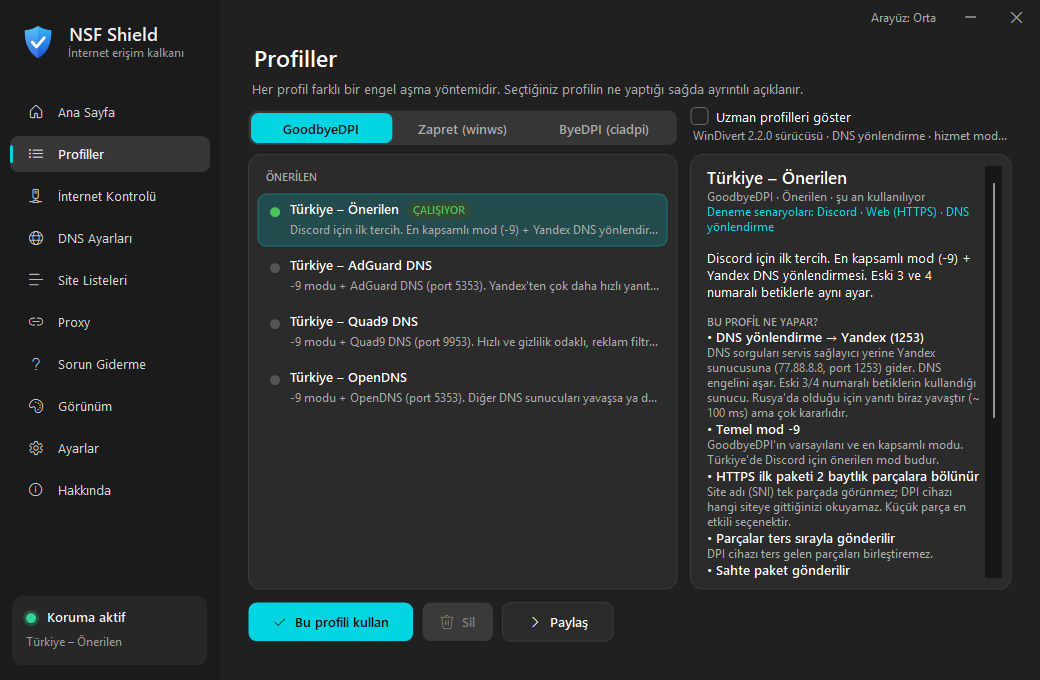 Arayüz: Orta
NSF Shield
İnternet erişim kalkanı
Ana Sayfa
Profiller
İnternet Kontrolü
DNS Ayarları
Site Listeleri
Proxy
Sorun Giderme
Görünüm
Ayarlar
Hakkında
Koruma aktif
Türkiye – Önerilen
Profiller
Her profil farklı bir engel aşma yöntemidir. Seçtiğiniz profilin ne yaptığı sağda ayrıntılı açıklanır.
GoodbyeDPI
Zapret (winws)
ByeDPI (ciadpi)
Uzman profilleri göster
WinDivert 2.2.0 sürücüsü · DNS yönlendirme · hizmet mod...
ÖNERİLEN
Türkiye – Önerilen ÇALIŞIYOR
Discord için ilk tercih. En kapsamlı mod (-9) + Yandex DNS yönlendir...
Türkiye – AdGuard DNS
-9 modu + AdGuard DNS (port 5353). Yandex'ten çok daha hızlı yanıt...
Türkiye – Quad9 DNS
-9 modu + Quad9 DNS (port 9953). Hızlı ve gizlilik odaklı, reklam filtr...
Türkiye – OpenDNS
-9 modu + OpenDNS (port 5353). Diğer DNS sunucuları yavaşsa ya d...
Türkiye – Önerilen
GoodbyeDPI · Önerilen · şu an kullanılıyor
Deneme senaryoları: Discord · Web (HTTPS) · DNS
yönlendirme
Discord için ilk tercih. En kapsamlı mod (-9) +
Yandex DNS yönlendirmesi. Eski 3 ve 4
numaralı betiklerle aynı ayar.
BU PROFİL NE YAPAR?
• DNS yönlendirme → Yandex (1253)
DNS sorguları servis sağlayıcı yerine Yandex
sunucusuna (77.88.8.8, port 1253) gider. DNS
engelini aşar. Eski 3/4 numaralı betiklerin kullandığı
sunucu. Rusya'da olduğu için yanıtı biraz yavaştır (~
100 ms) ama çok kararlıdır.
• Temel mod -9
GoodbyeDPI'ın varsayılanı ve en kapsamlı modu.
Türkiye'de Discord için önerilen mod budur.
• HTTPS ilk paketi 2 baytlık parçalara bölünür
Site adı (SNI) tek parçada görünmez; DPI cihazı
hangi siteye gittiğinizi okuyamaz. Küçük parça en
etkili seçenektir.
• Parçalar ters sırayla gönderilir
DPI cihazı ters gelen parçaları birleştiremez.
• Sahte paket gönderilir
Bu profili kullan
Sil
Paylaş